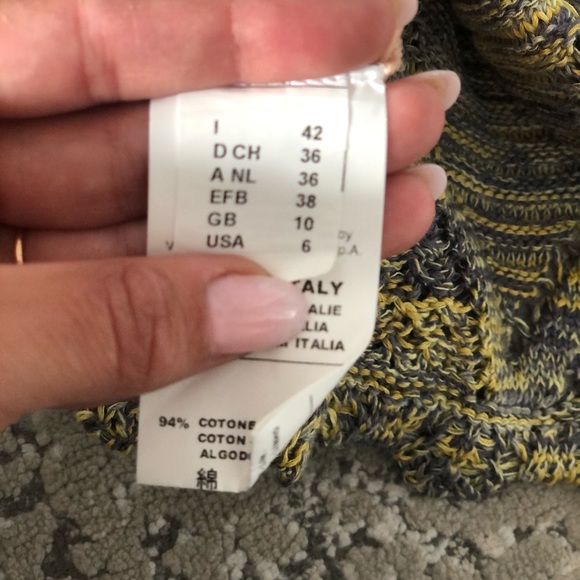 I 42
D CH 36
A NL 36
EFB 38
GB 10
USA 6
by
p.A.
TALY
ALIE
LIA
ITALIA
94% COTONE
COTON
ALGOD
綿